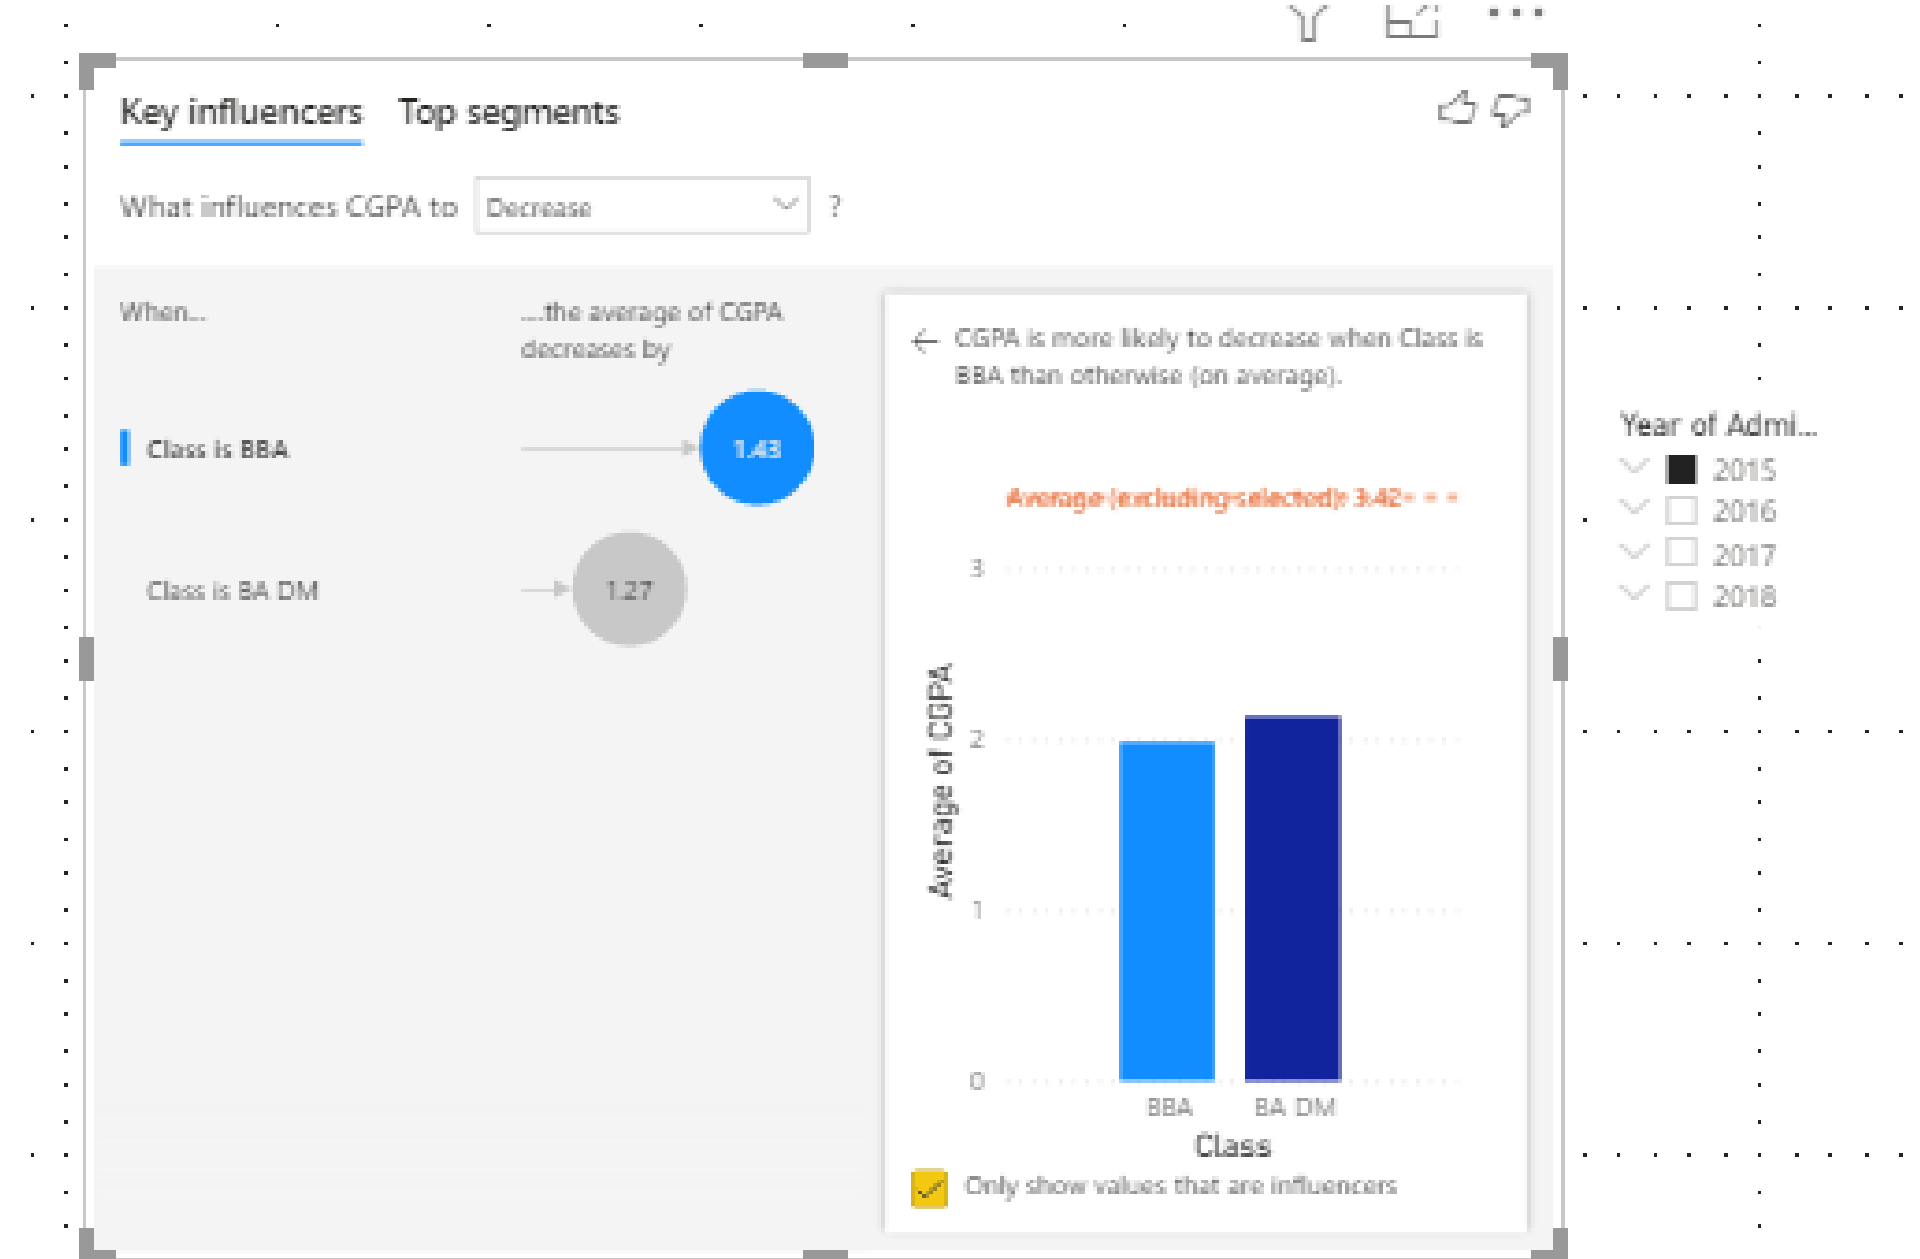 Key influencers Top segments
What influences CGPA to Decrease ?
When...
...the average of CGPA
decreases by
Class is BBA 1.43
Class is BA DM 1.27
CGPA is more likely to decrease when Class is
BBA than otherwise (on average).
Average (excluding selected): 3.42
3
2
1
0
Average of CGPA
BBA BA DM
Class
Only show values that are influencers
Year of Admi...
2015
2016
2017
2018